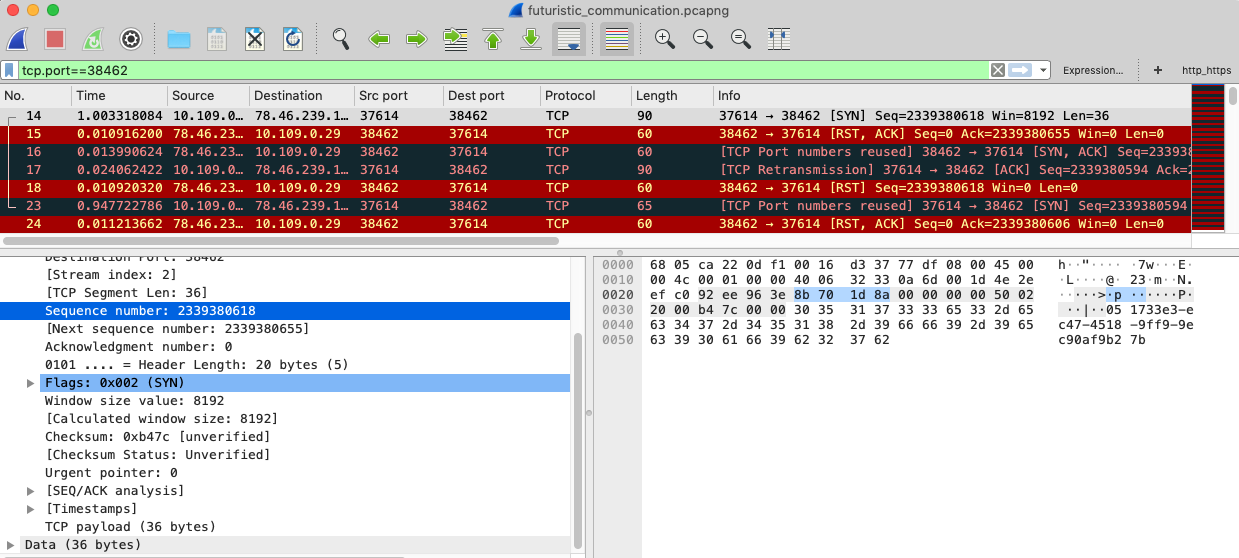 futuristic_communication.pcapng
tcp.port==38462 Expression... + http_https
No. Time Source Destination Src port Dest port Protocol Length Info
14 1.003318084 10.109.0… 78.46.239.1… 37614 38462 TCP 90 37614 → 38462 [SYN] Seq=2339380618 Win=8192 Len=36
15 0.010916200 78.46.23… 10.109.0.29 38462 37614 TCP 60 38462 → 37614 [RST, ACK] Seq=0 Ack=2339380655 Win=0 Len=0
16 0.013990624 78.46.23… 10.109.0.29 38462 37614 TCP 60 [TCP Port numbers reused] 38462 → 37614 [SYN, ACK] Seq=23393
17 0.024062422 10.109.0… 78.46.239.1… 37614 38462 TCP 90 [TCP Retransmission] 37614 → 38462 [ACK] Seq=2339380594 Ack=
18 0.010920320 78.46.23… 10.109.0.29 38462 37614 TCP 60 38462 → 37614 [RST] Seq=2339380618 Win=0 Len=0
23 0.947722786 10.109.0… 78.46.239.1… 37614 38462 TCP 65 [TCP Port numbers reused] 37614 → 38462 [SYN] Seq=2339380594
24 0.011213662 78.46.23… 10.109.0.29 38462 37614 TCP 60 38462 → 37614 [RST, ACK] Seq=0 Ack=2339380606 Win=0 Len=0
Destination Port: 38462
[Stream index: 2]
[TCP Segment Len: 36]
Sequence number: 2339380618
[Next sequence number: 2339380655]
Acknowledgment number: 0
0101 .... = Header Length: 20 bytes (5)
Flags: 0x002 (SYN)
Window size value: 8192
[Calculated window size: 8192]
Checksum: 0xb47c [unverified]
[Checksum Status: Unverified]
Urgent pointer: 0
[SEQ/ACK analysis]
[Timestamps]
TCP payload (36 bytes)
Data (36 bytes)
0000 68 05 ca 22 0d f1 00 16 d3 37 77 df 08 00 45 00 h··"···· ·7w···E·
0010 00 4c 00 01 00 00 40 06 32 33 0a 6d 00 1d 4e 2e ·L····@· 23·m··N.
0020 ef c0 92 ee 96 3e 8b 70 1d 8a 00 00 00 00 50 02 ·····>·p ······P·
0030 20 00 b4 7c 00 00 30 35 31 37 33 33 65 33 2d 65 ··|··05 1733e3-e
0040 63 34 37 2d 34 35 31 38 2d 39 66 66 39 2d 39 65 c47-4518 -9ff9-9e
0050 63 39 30 61 66 39 62 32 37 62 c90af9b2 7b